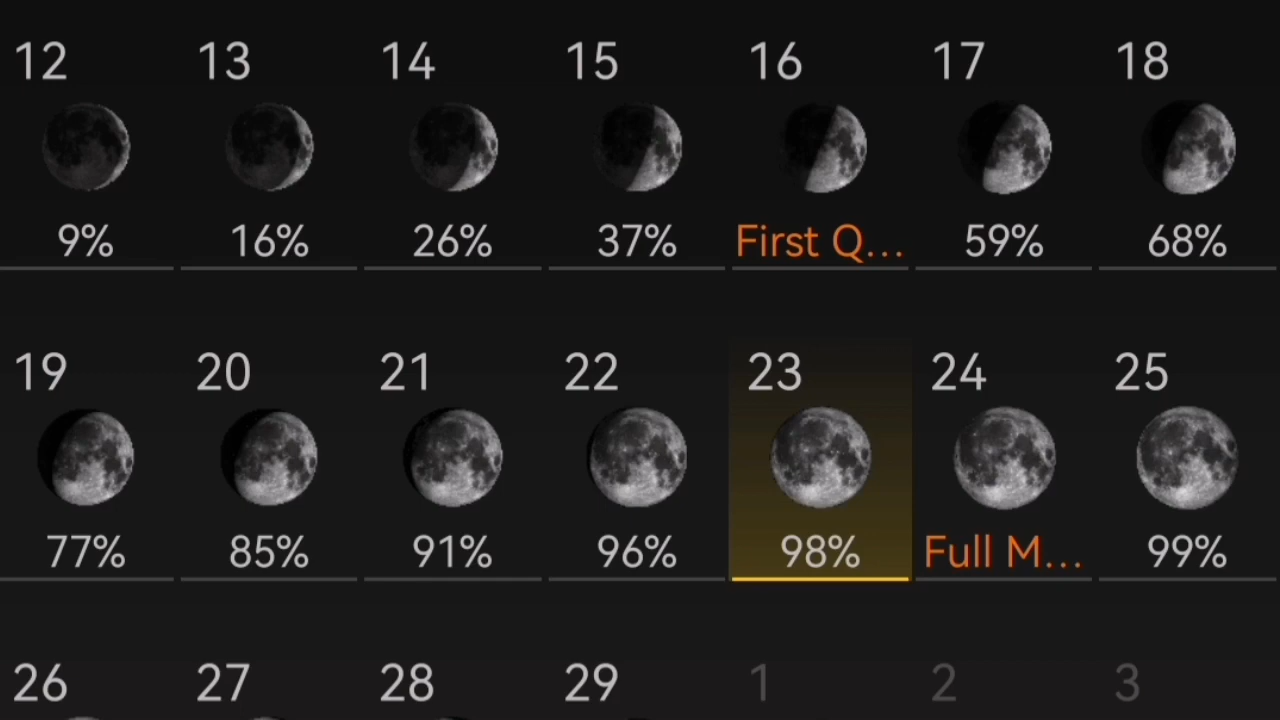 12 13 14 15 16 17 18
9% 16% 26% 37% First Q... 59% 68%
19 20 21 22 23 24 25
77% 85% 91% 96% 98% Full M... 99%
26 27 28 29 1 2 3